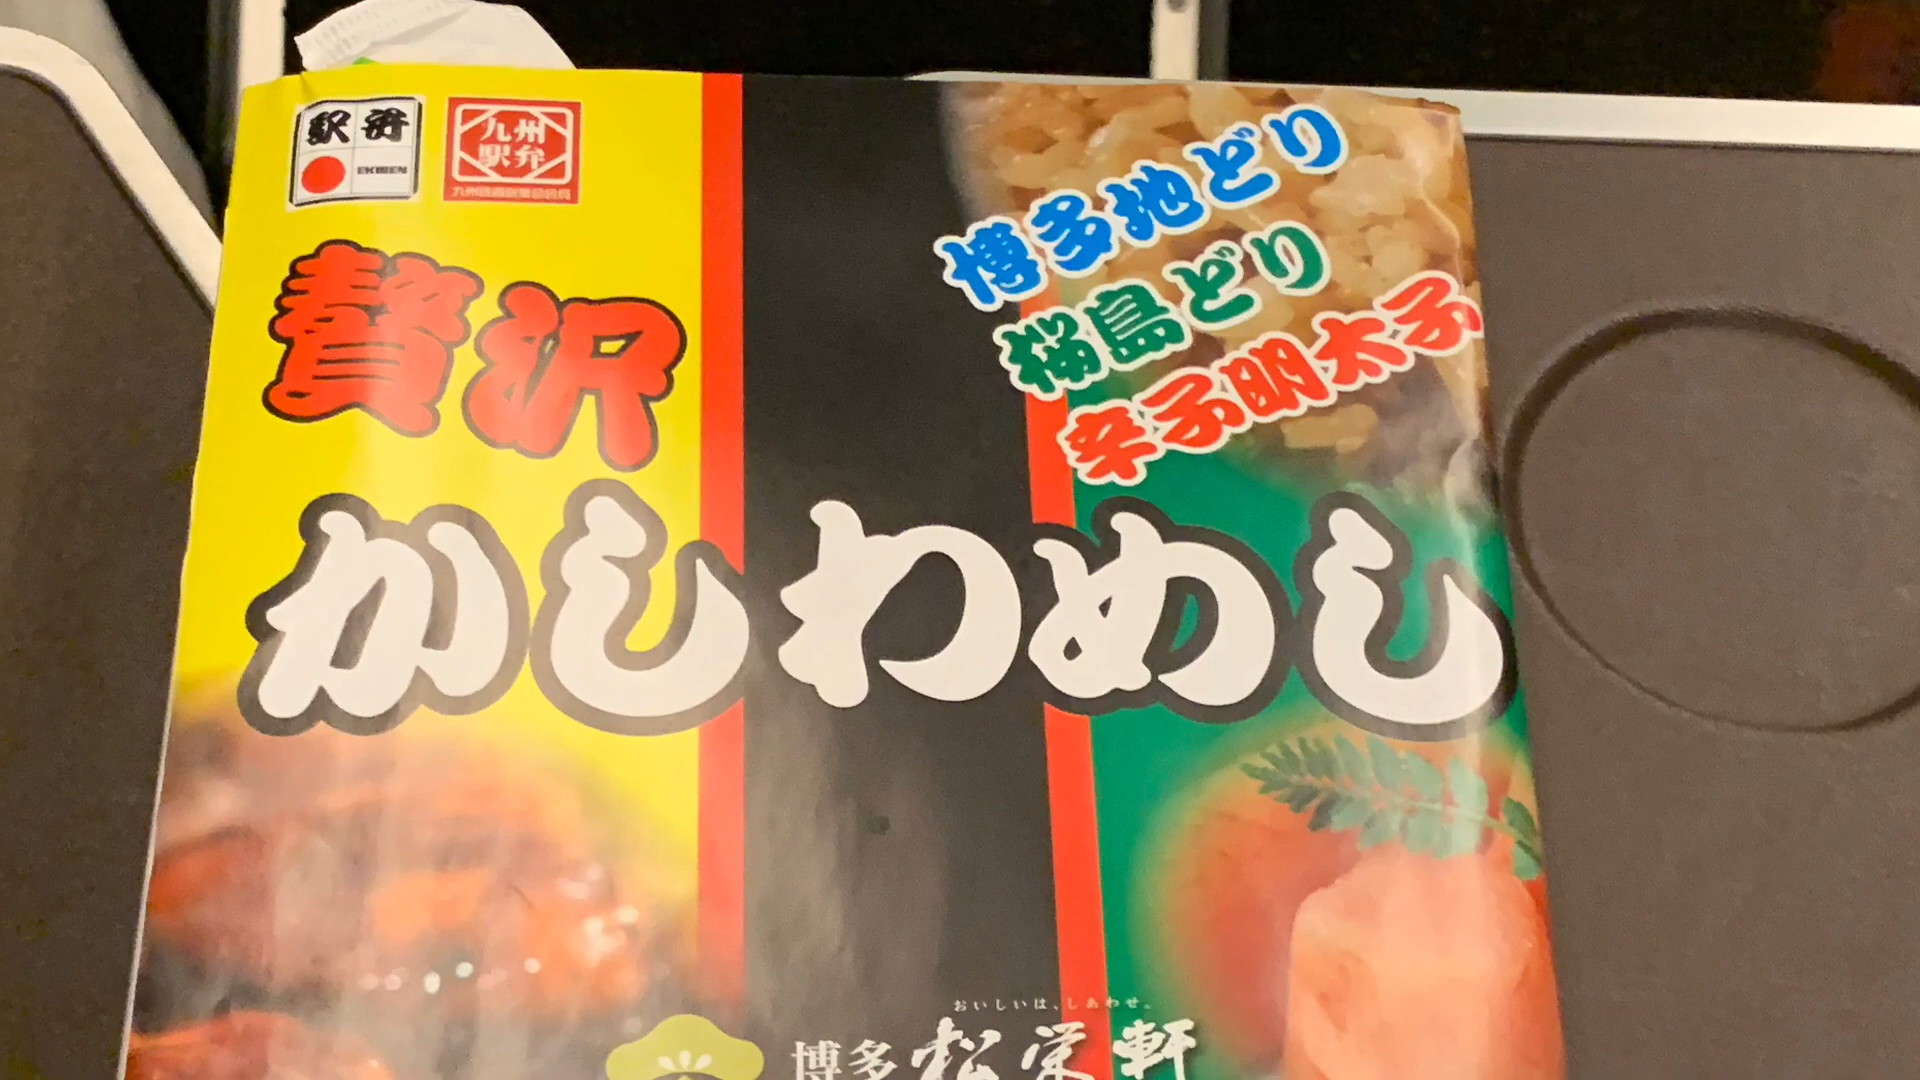 駅弁
EKIBEN
九州
駅弁
博多地どり
桜島どり
辛子明太子
贅沢
かしわめし
おいしいは、しあわせ。
博多 松栄軒